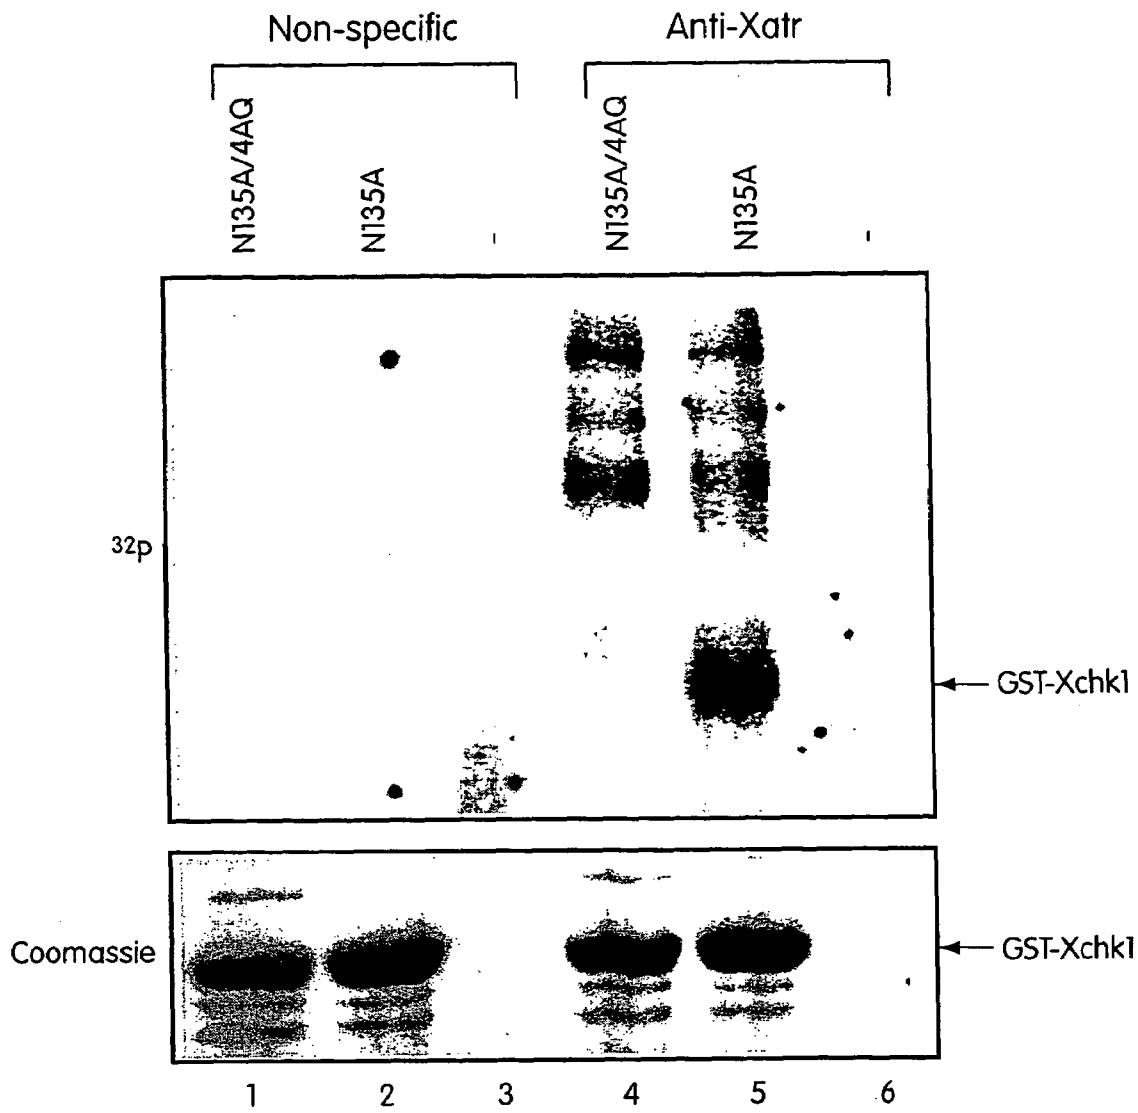 Non-specific Anti-Xatr
N135A/4AQ N135A - N135A/4AQ N135A -
32p
GST-Xchk1
Coomassie
GST-Xchk1
1 2 3 4 5 6